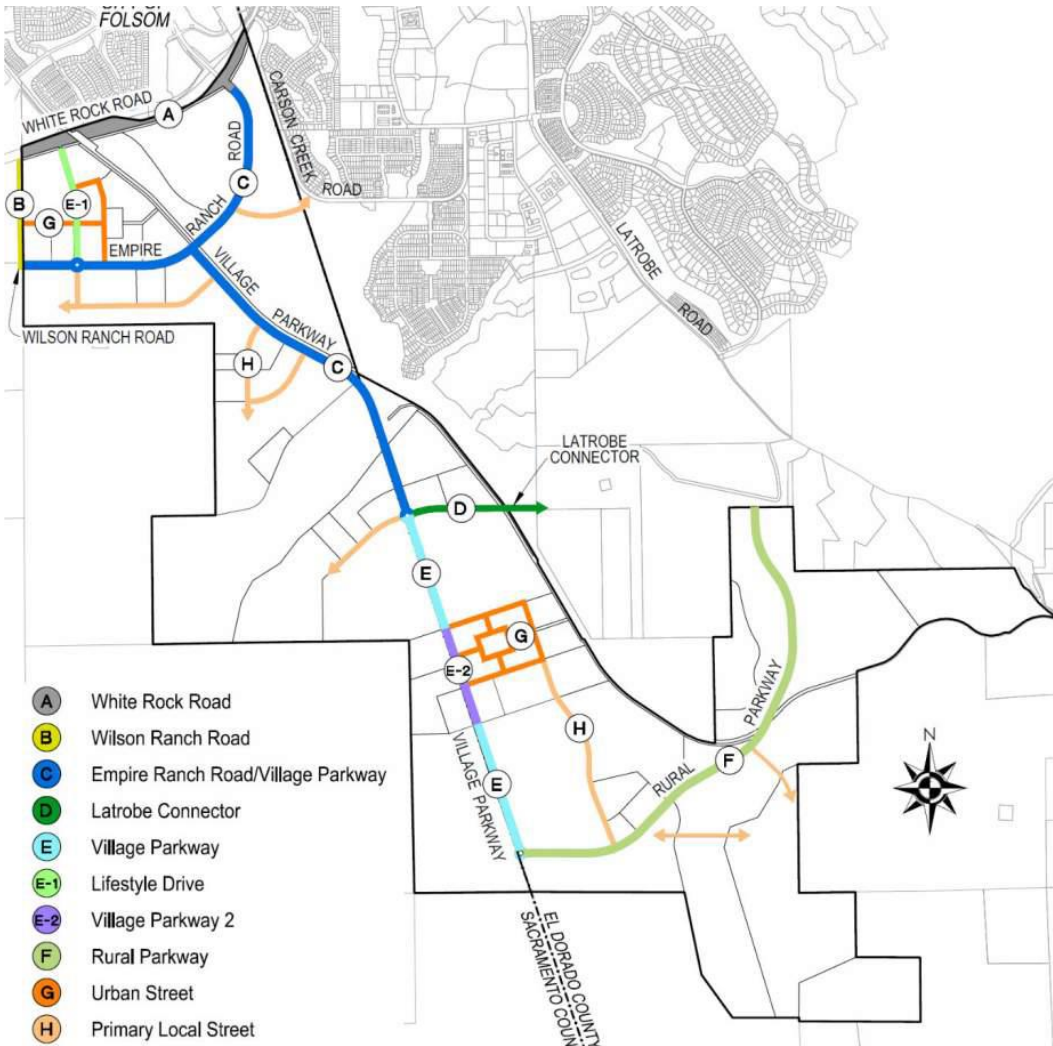 CITY OF
FOLSOM
WHITE ROCK ROAD
A
CARSON CREEK
ROAD
ROAD
C
B
E-1
G
RANCH
EMPIRE
VILLAGE
LATROBE
ROAD
WILSON RANCH ROAD
PARKWAY
H
C
LATROBE
CONNECTOR
D
E
G
E-2
H
PARKWAY
VILLAGE PARKWAY
E
RURAL
F
N
EL DORADO COUNTY
SACRAMENTO COUN
A White Rock Road
B Wilson Ranch Road
C Empire Ranch Road/Village Parkway
D Latrobe Connector
E Village Parkway
E-1 Lifestyle Drive
E-2 Village Parkway 2
F Rural Parkway
G Urban Street
H Primary Local Street